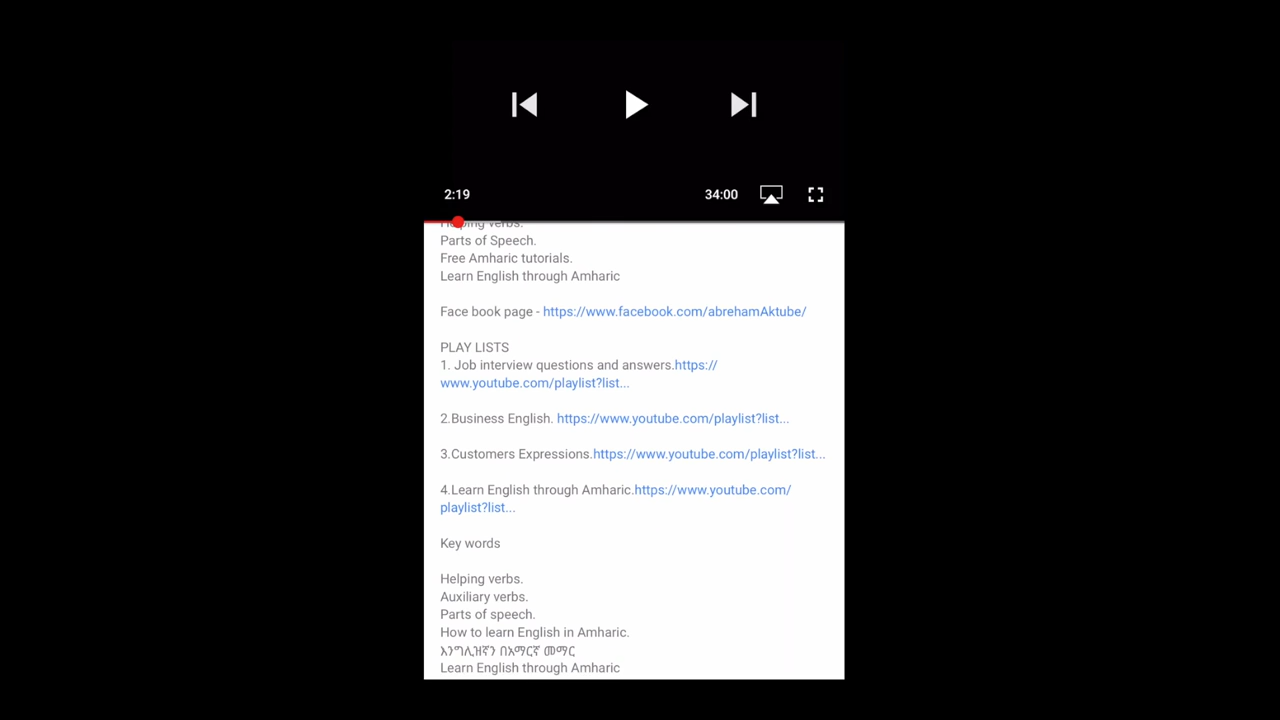 2:19
34:00
Helping verbs.
Parts of Speech.
Free Amharic tutorials.
Learn English through Amharic
Face book page - https://www.facebook.com/abrehamAktube/
PLAY LISTS
1. Job interview questions and answers.https://
www.youtube.com/playlist?list...
2.Business English. https://www.youtube.com/playlist?list...
3.Customers Expressions.https://www.youtube.com/playlist?list...
4.Learn English through Amharic.https://www.youtube.com/
playlist?list...
Key words
Helping verbs.
Auxiliary verbs.
Parts of speech.
How to learn English in Amharic.
እንግሊዝኛን በአማርኛ መማር
Learn English through Amharic